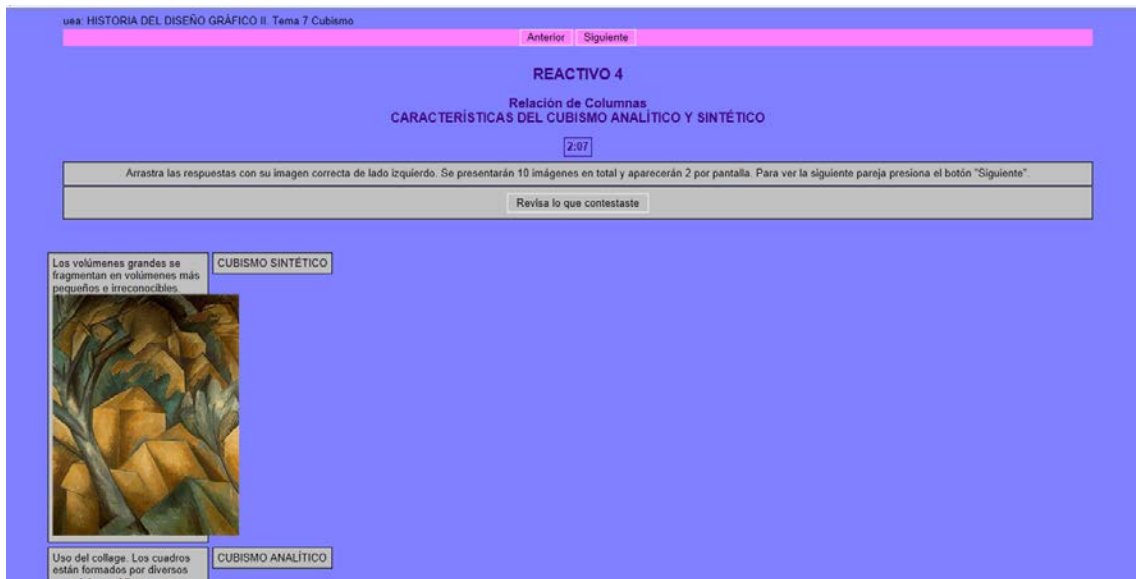 uea: HISTORIA DEL DISEÑO GRÁFICO II. Tema 7 Cubismo
Anterior Siguiente
REACTIVO 4
Relación de Columnas
CARACTERÍSTICAS DEL CUBISMO ANALÍTICO Y SINTÉTICO
2:07
Arrastra las respuestas con su imagen correcta de lado izquierdo. Se presentarán 10 imágenes en total y aparecerán 2 por pantalla. Para ver la siguiente pareja presiona el botón "Siguiente".
Revisa lo que contestaste
Los volúmenes grandes se
fragmentan en volúmenes más
pequeños e irreconocibles.
CUBISMO SINTÉTICO
Uso del collage. Los cuadros
están formados por diversos
CUBISMO ANALÍTICO